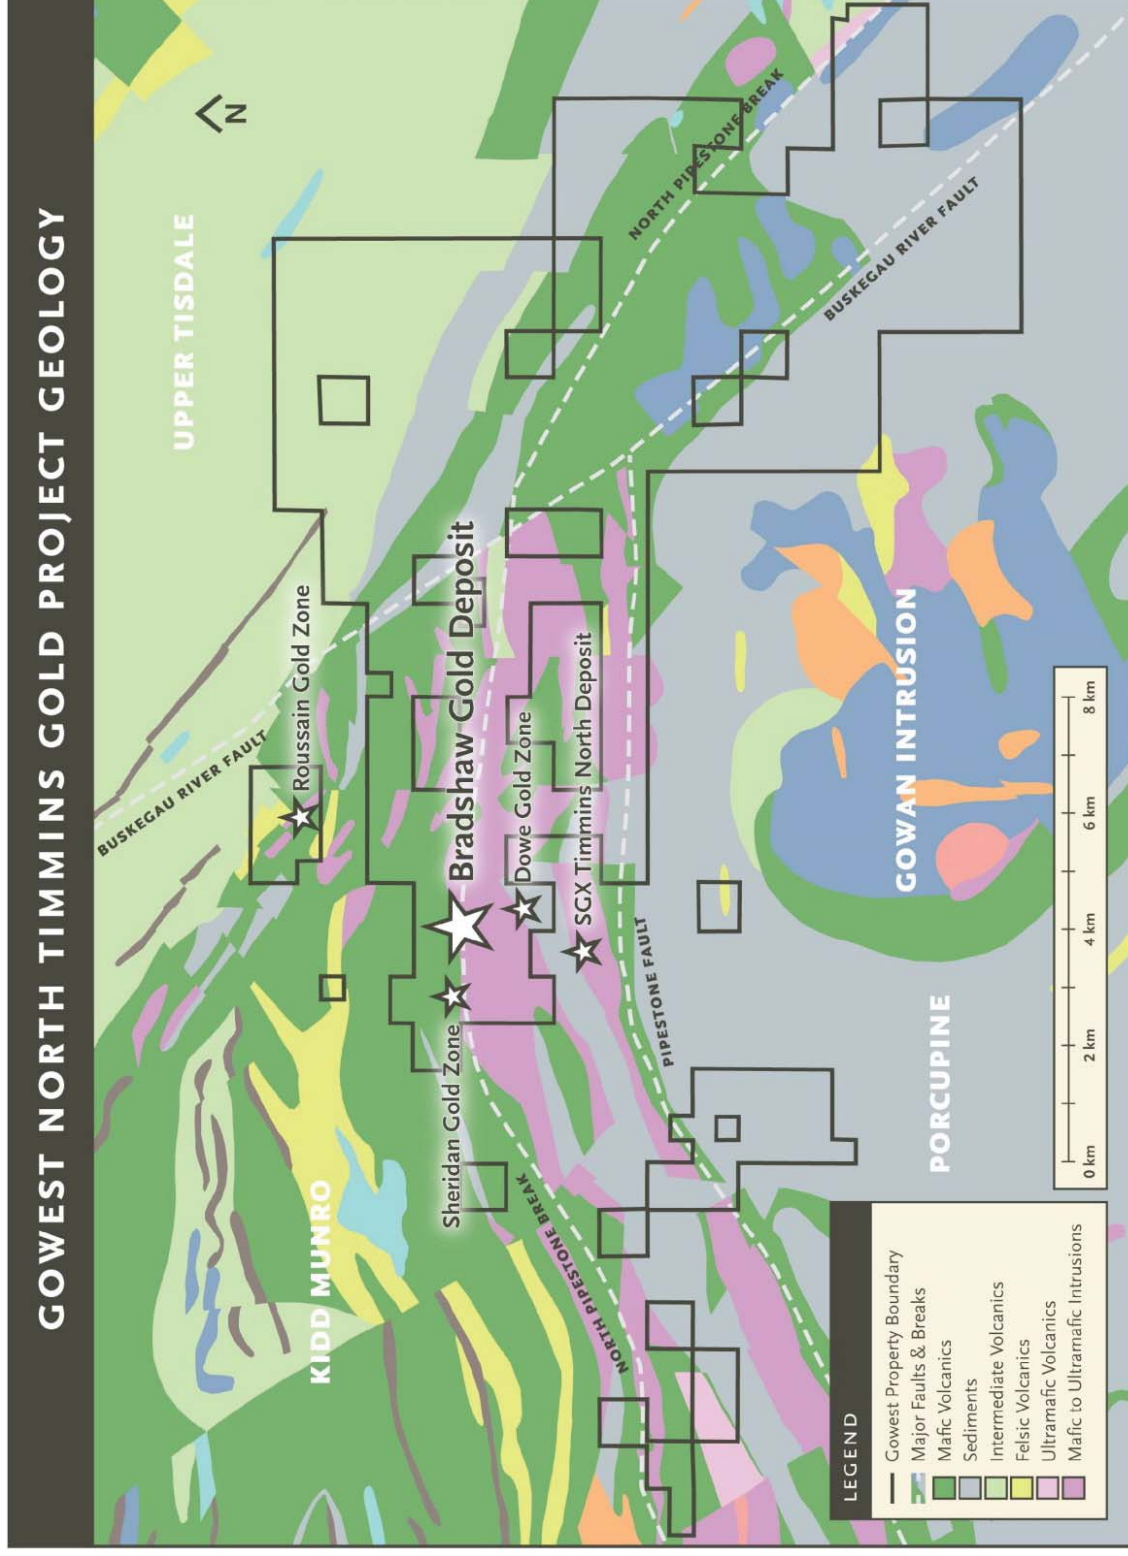 GOWEST NORTH TIMMINS GOLD PROJECT GEOLOGY
N
UPPER TISDALE
BUSKEGAU RIVER FAULT
Roussain Gold Zone
KIDD MUNRO
Sheridan Gold Zone
Bradshaw Gold Deposit
Dowe Gold Zone
SGX Timmins North Deposit
NORTH PIPESTONE BREAK
NORTH PIPESTONE BREAK
PIPESTONE FAULT
BUSKEGAU RIVER FAULT
GOWAN INTRUSION
PORCUPINE
LEGEND
Gowest Property Boundary
Major Faults & Breaks
Mafic Volcanics
Sediments
Intermediate Volcanics
Felsic Volcanics
Ultramafic Volcanics
Mafic to Ultramafic Intrusions
0 km 2 km 4 km 6 km 8 km